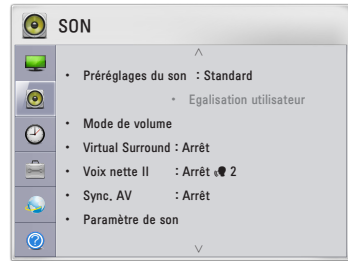 SON
Préréglages du son : Standard
Egalisation utilisateur
Mode de volume
Virtual Surround : Arrêt
Voix nette II : Arrêt 2
Sync. AV : Arrêt
Paramètre de son